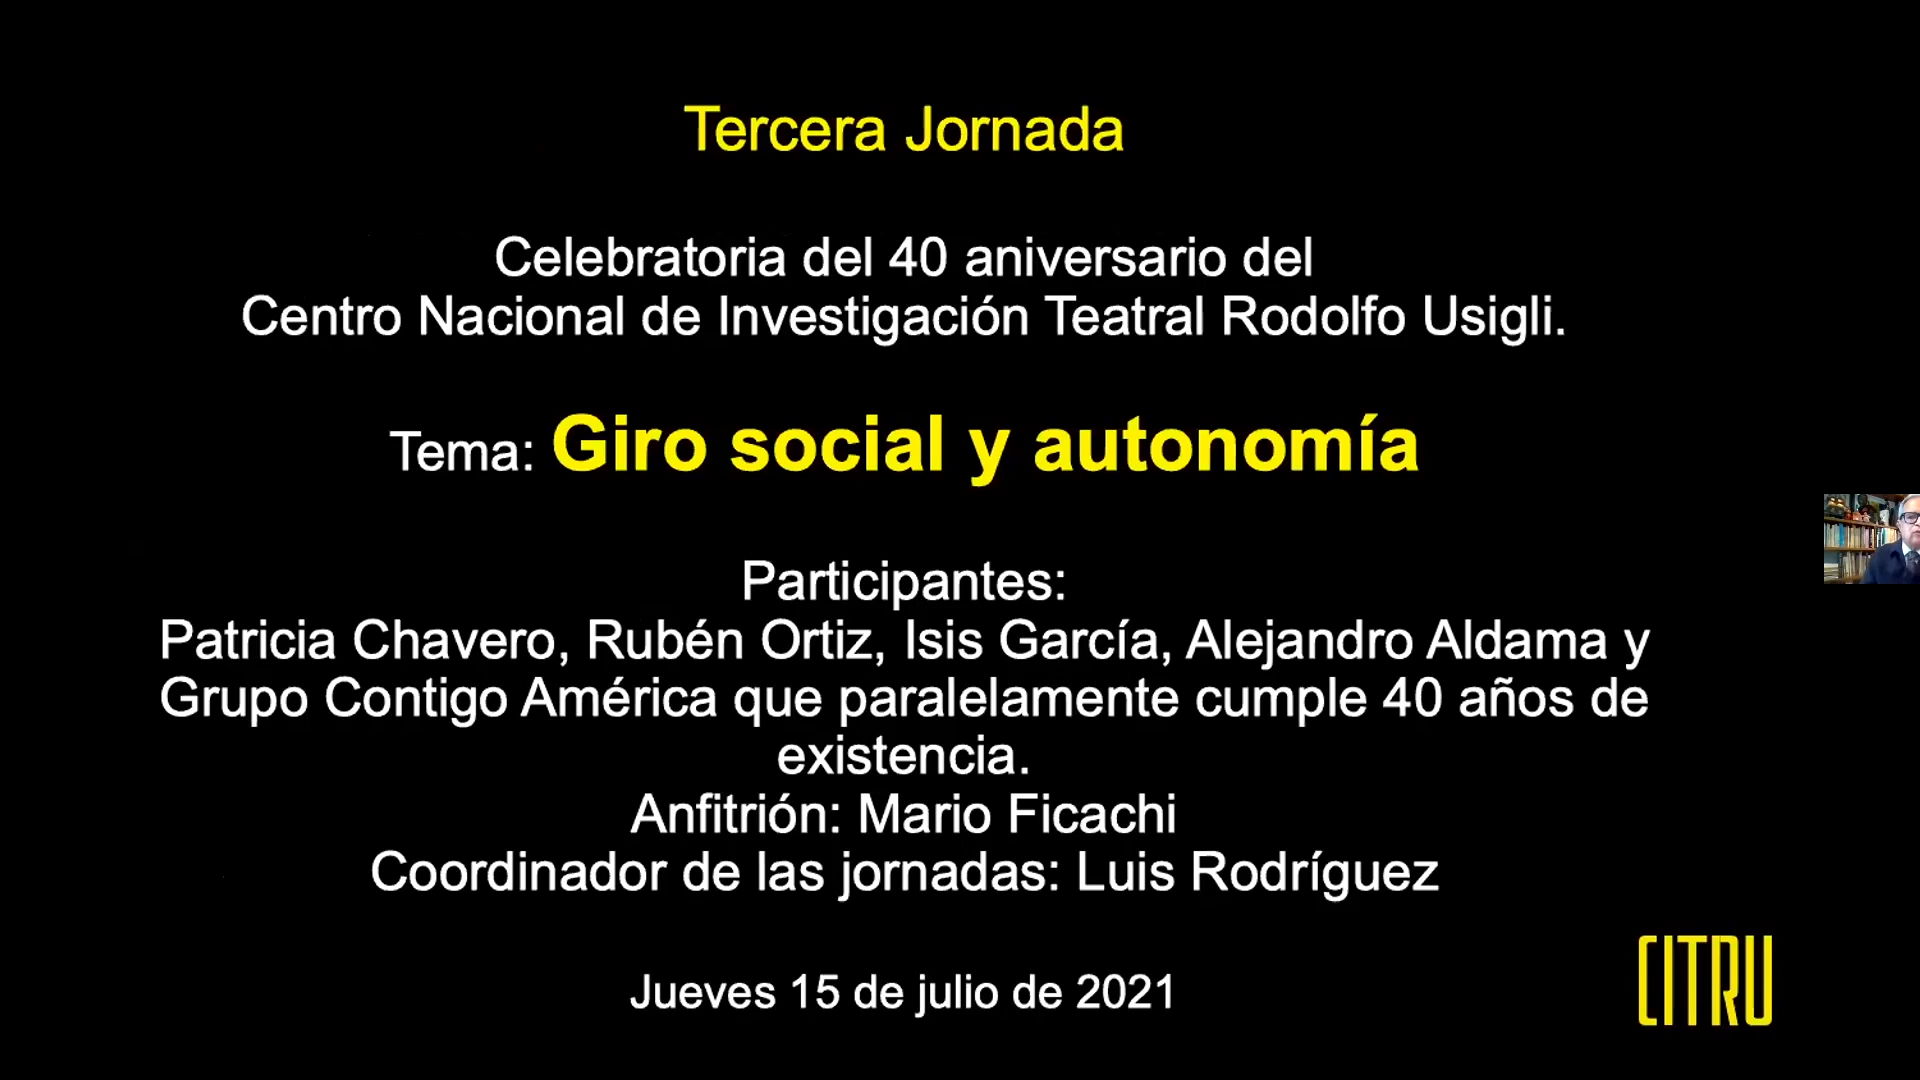 Tercera Jornada
Celebratoria del 40 aniversario del
Centro Nacional de Investigación Teatral Rodolfo Usigli.
Tema: Giro social y autonomía
Participantes:
Patricia Chavero, Rubén Ortiz, Isis García, Alejandro Aldama y
Grupo Contigo América que paralelamente cumple 40 años de
existencia.
Anfitrión: Mario Ficachi
Coordinador de las jornadas: Luis Rodríguez
Jueves 15 de julio de 2021
CITRU